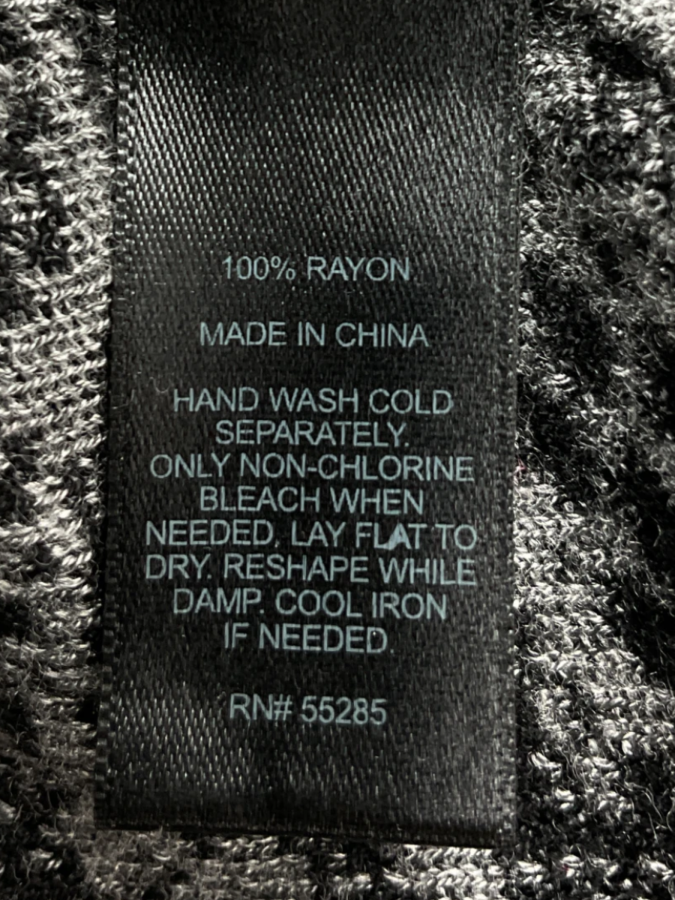 100% RAYON
MADE IN CHINA
HAND WASH COLD
SEPARATELY.
ONLY NON-CHLORINE
BLEACH WHEN
NEEDED, LAY FLAT TO
DRY. RESHAPE WHILE
DAMP. COOL IRON
IF NEEDED.
RN# 55285